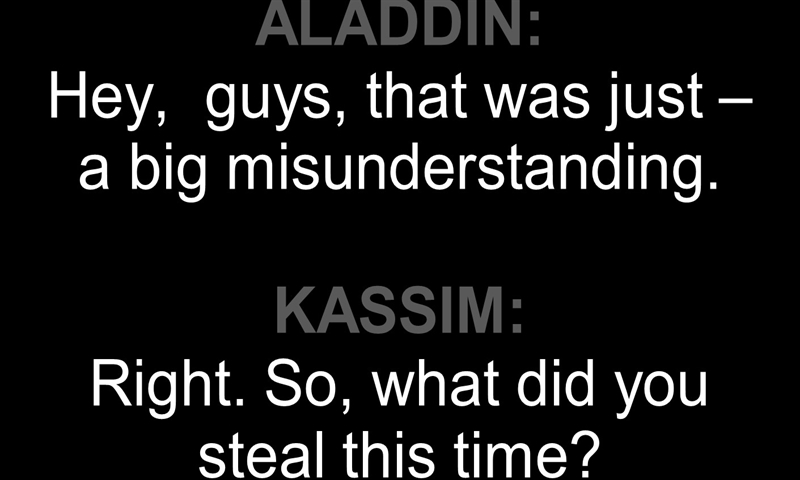 ALADDIN:
Hey,  guys, that was just –
a big misunderstanding.
KASSIM:
Right. So, what did you
steal this time?